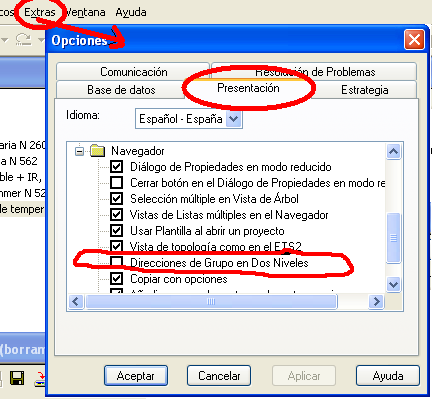 cos Extras Ventana Ayuda
Opciones
Comunicación Resolución de Problemas
Base de datos Presentación Estrategia
Idioma: Español - España
Navegador
Diálogo de Propiedades en modo reducido
Cerrar botón en el Diálogo de Propiedades en modo re
Selección múltiple en Vista de Árbol
Vistas de Listas múltiples en el Navegador
Usar Plantilla al abrir un proyecto
Vista de topología como en el ETS2
Direcciones de Grupo en Dos Niveles
Copiar con opciones
aria N 260
a N 562
ble + IR,
mmer N 52
de temper
(borram
Aceptar Cancelar Aplicar Ayuda